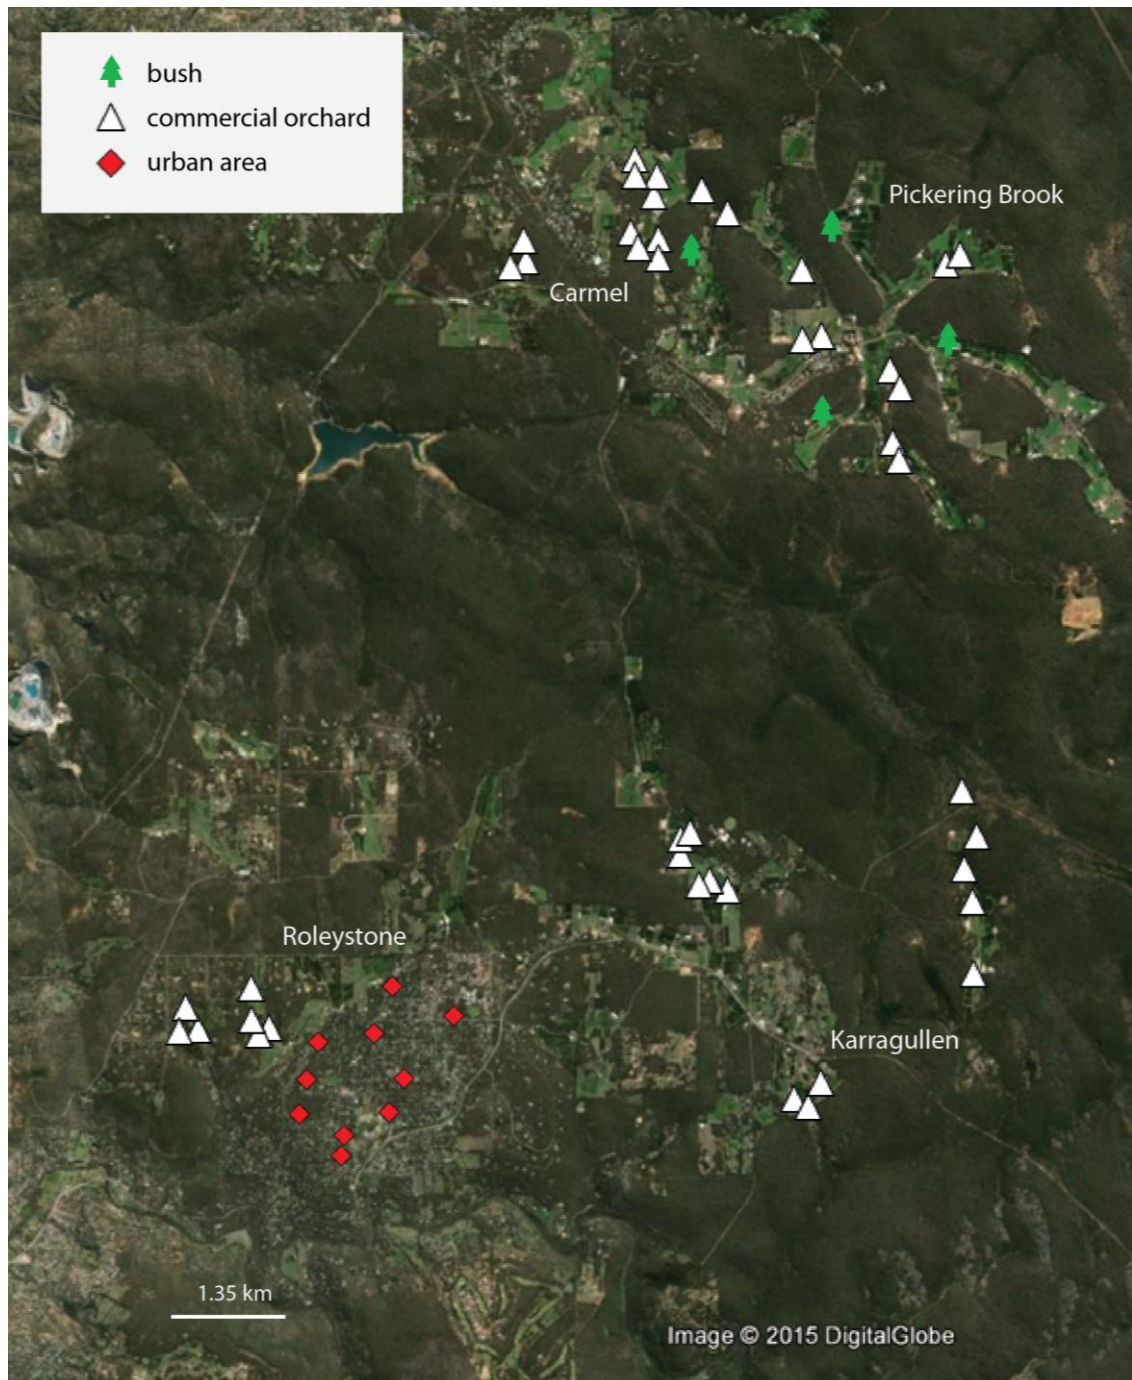 bush
commercial orchard
urban area
Pickering Brook
Carmel
Roleystone
Karragullen
1.35 km
Image © 2015 DigitalGlobe